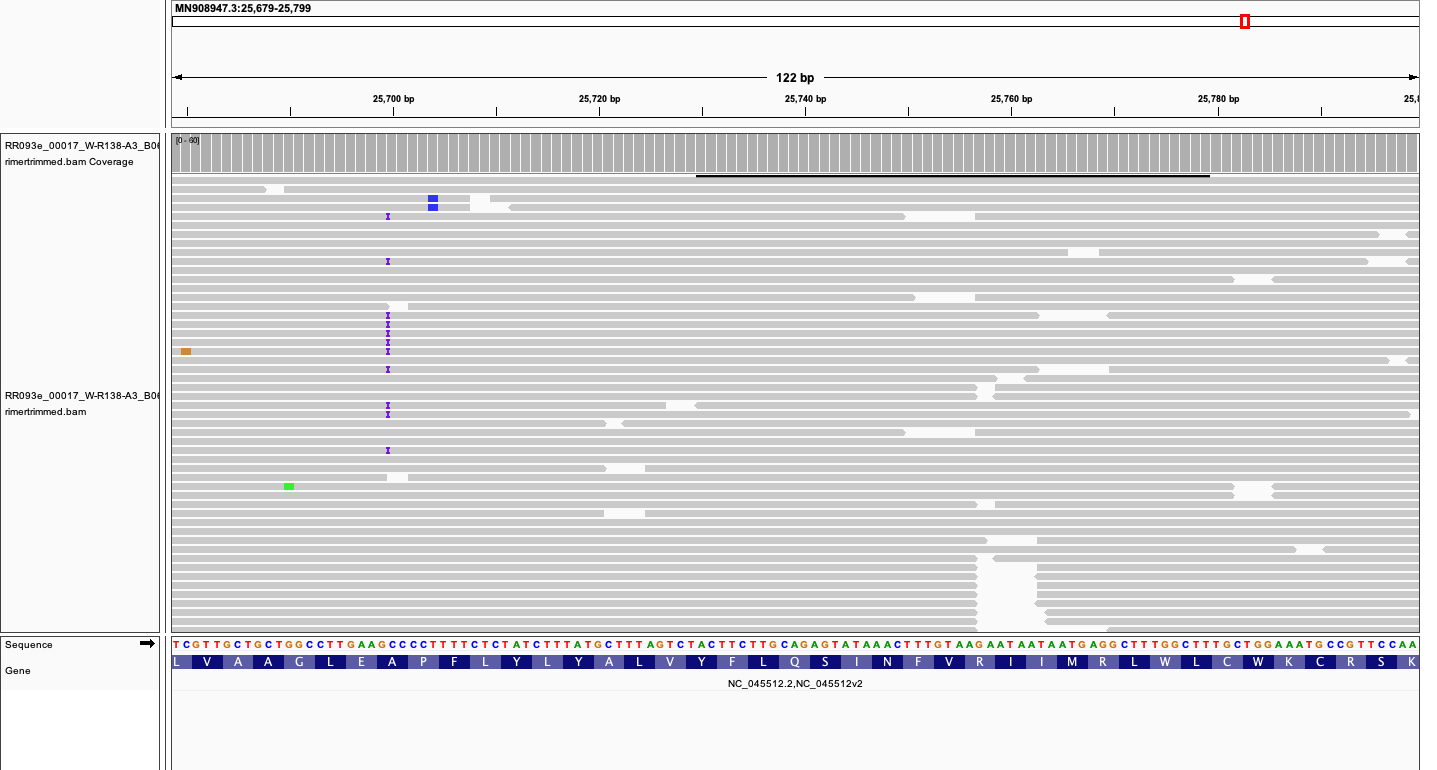 MN908947.3:25,679-25,799
122 bp
25,700 bp 25,720 bp 25,740 bp 25,760 bp 25,780 bp 25,8
[0 - 60]
RR093e_00017_W-R138-A3_B0
rimertrimmed.bam Coverage
RR093e_00017_W-R138-A3_B0
rimertrimmed.bam
Sequence
TCGTTGCTGCTGGCCTTGAAGCCCCTTTTCTCTATCTTTATGCTTTAGTCTACTTCTTGCAGAGTATAAACTTTGTAAGAATAATAATGAGGCTTTGGCTTTGCTGGAAATGCCGTTCCAA
Gene
L V A A G L E A P F L Y L Y A L V Y F L Q S I N F V R I I M R L W L C W K C R S K
NC_045512.2,NC_045512v2